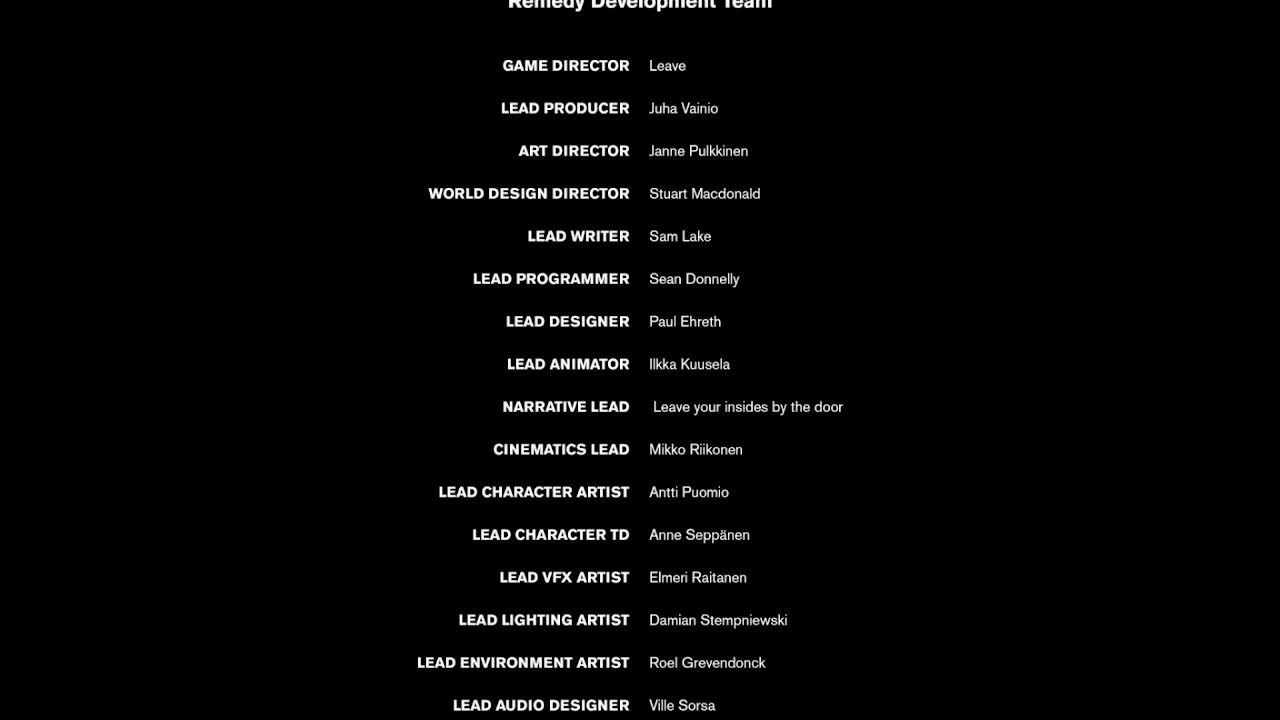 Remedy Development Team
GAME DIRECTOR Leave
LEAD PRODUCER Juha Vainio
ART DIRECTOR Janne Pulkkinen
WORLD DESIGN DIRECTOR Stuart Macdonald
LEAD WRITER Sam Lake
LEAD PROGRAMMER Sean Donnelly
LEAD DESIGNER Paul Ehreth
LEAD ANIMATOR Ilkka Kuusela
NARRATIVE LEAD Leave your insides by the door
CINEMATICS LEAD Mikko Riikonen
LEAD CHARACTER ARTIST Antti Puomio
LEAD CHARACTER TD Anne Seppänen
LEAD VFX ARTIST Elmeri Raitanen
LEAD LIGHTING ARTIST Damian Stempniewski
LEAD ENVIRONMENT ARTIST Roel Grevendonck
LEAD AUDIO DESIGNER Ville Sorsa